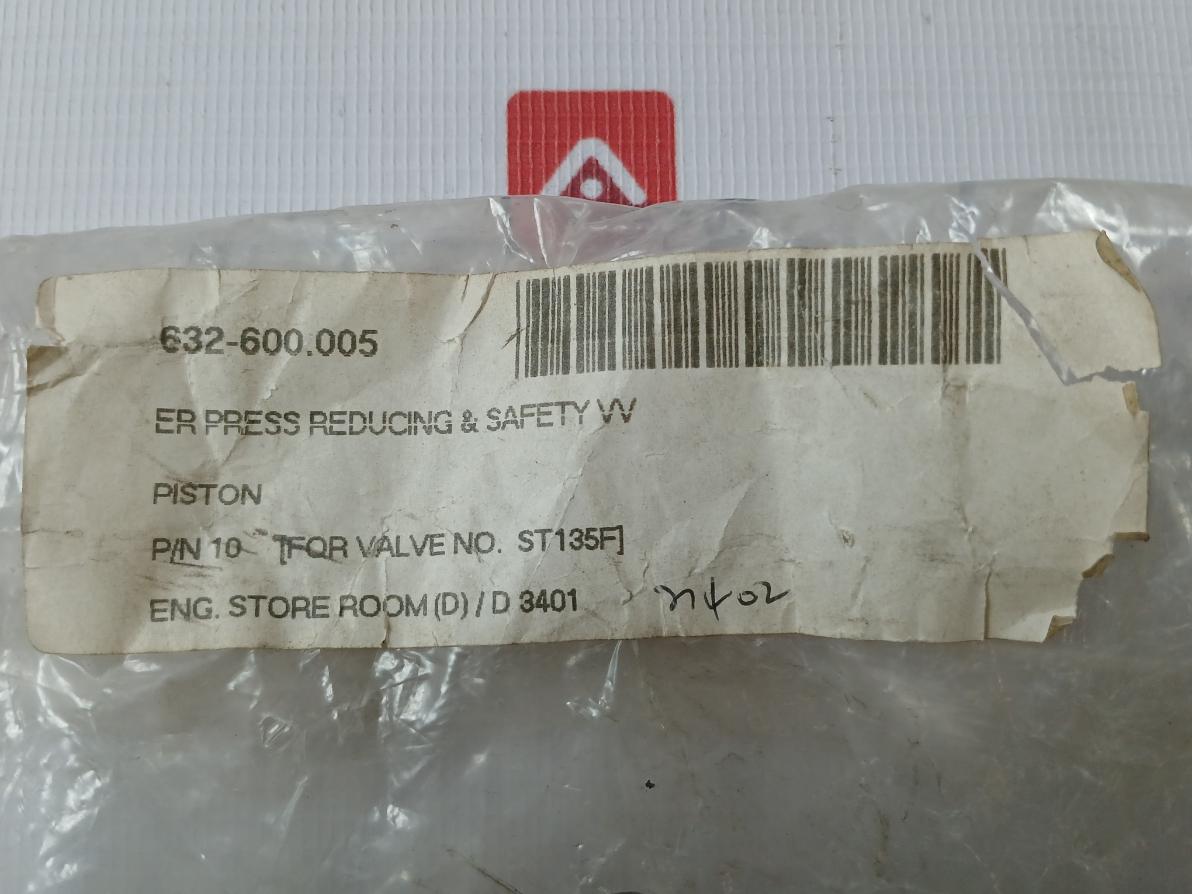 632-600.005
ER PRESS REDUCING & SAFETY VV
PISTON
P/N 10 [FOR VALVE NO. ST135F]
ENG. STORE ROOM (D) / D 3401